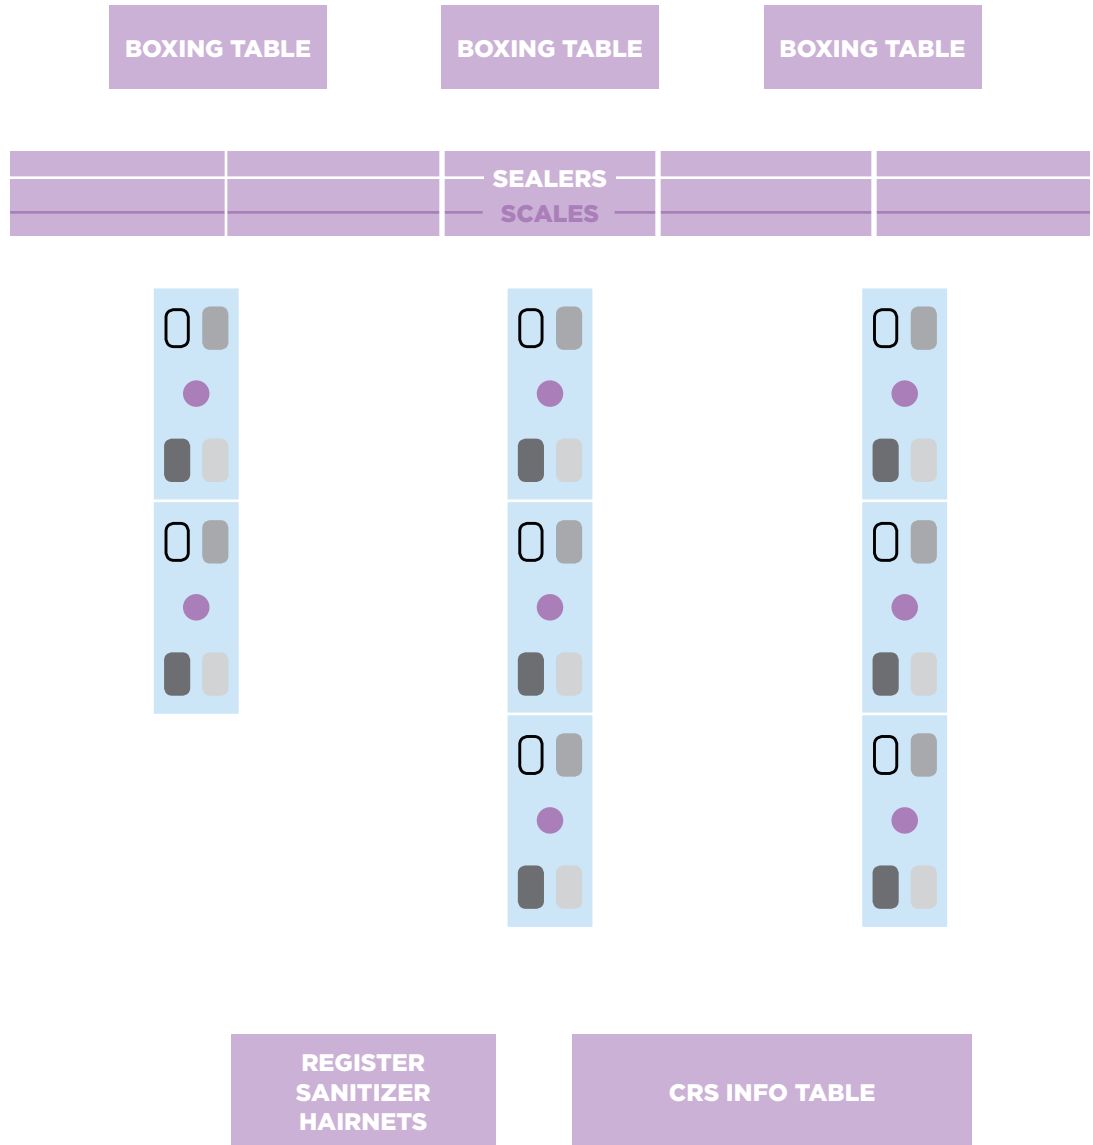 BOXING TABLE
BOXING TABLE
BOXING TABLE
SEALERS
SCALES
REGISTER
SANITIZER
HAIRNETS
CRS INFO TABLE